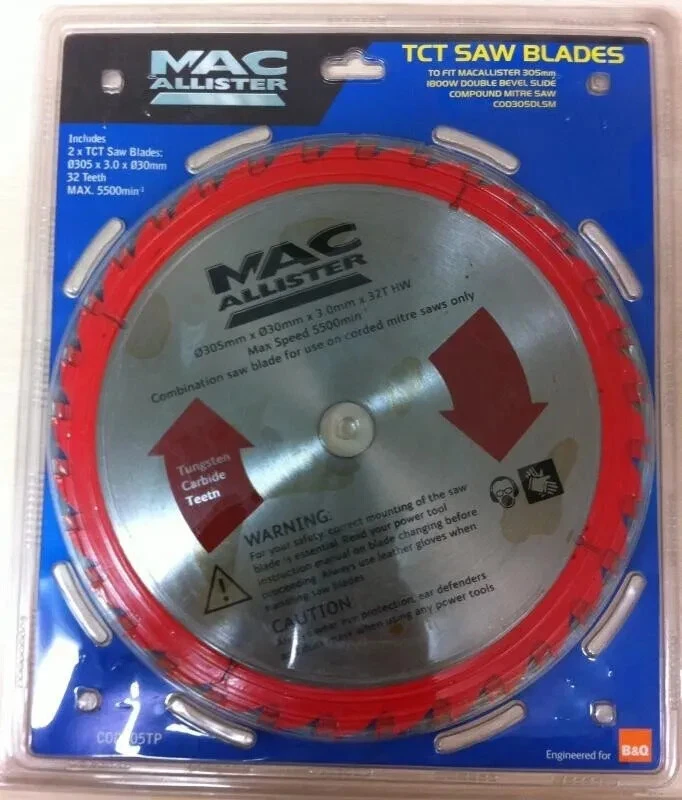 MAC
ALLISTER
TCT SAW BLADES
TO FIT MACALLISTER 305mm
1800W DOUBLE BEVEL SLIDE
COMPOUND MITRE SAW
COD305DLSM
Includes
2 x TCT Saw Blades:
Ø305 x 3.0 x Ø30mm
32 Teeth
MAX. 5500min⁻¹
MAC
ALLISTER
Ø305mm x Ø30mm x 3.0mm x 32T HW
Max Speed 5500min
Combination saw blade for use on corded mitre saws only
Tungsten
Carbide
Teeth
WARNING:
For your safety correct mounting of the saw
blade is essential. Read your power tool
instruction manual on blade changing before
proceeding. Always use leather gloves when
handling saw blades
CAUTION
eye protection, ear defenders
mask when using any power tools
Engineered for
B&Q